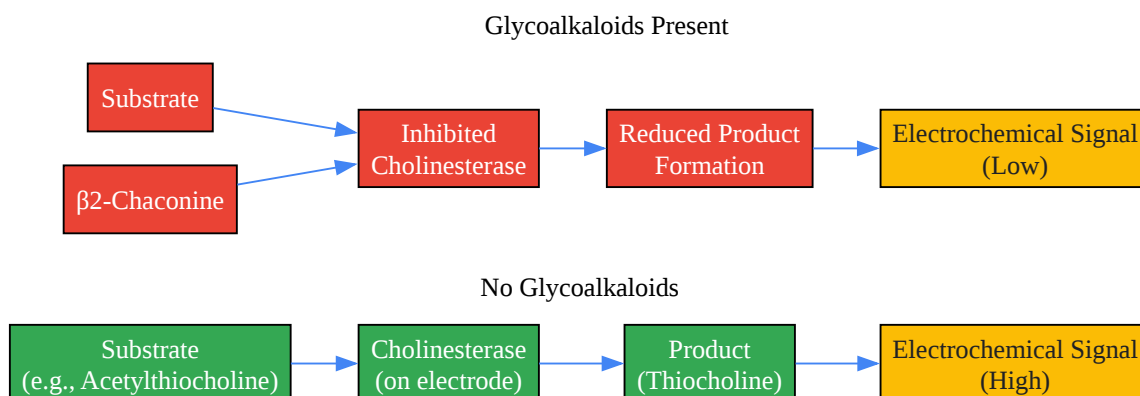 Glycoalkaloids Present
Substrate
β2-Chaconine
Inhibited
Cholinesterase
Reduced Product
Formation
Electrochemical Signal
(Low)
No Glycoalkaloids
Substrate
(e.g., Acetylthiocholine)
Cholinesterase
(on electrode)
Product
(Thiocholine)
Electrochemical Signal
(High)